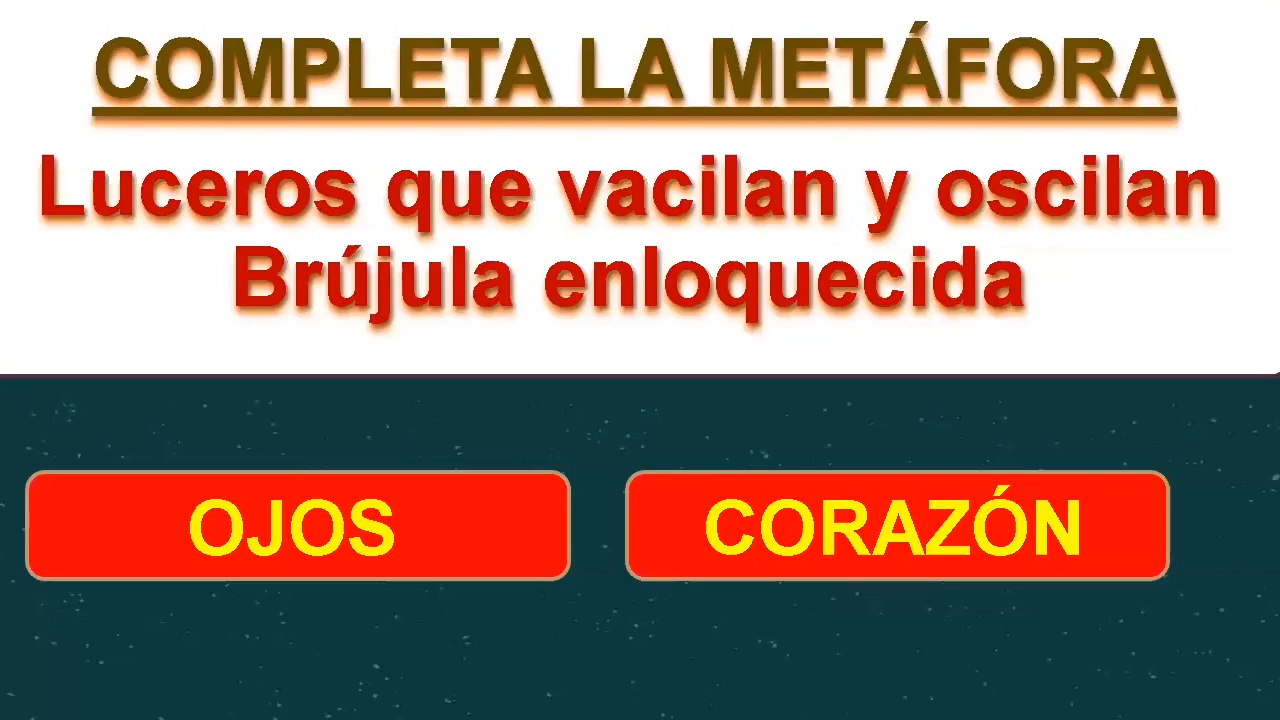 COMPLETA LA METÁFORA
Luceros que vacilan y oscilan
Brújula enloquecida
OJOS
CORAZÓN